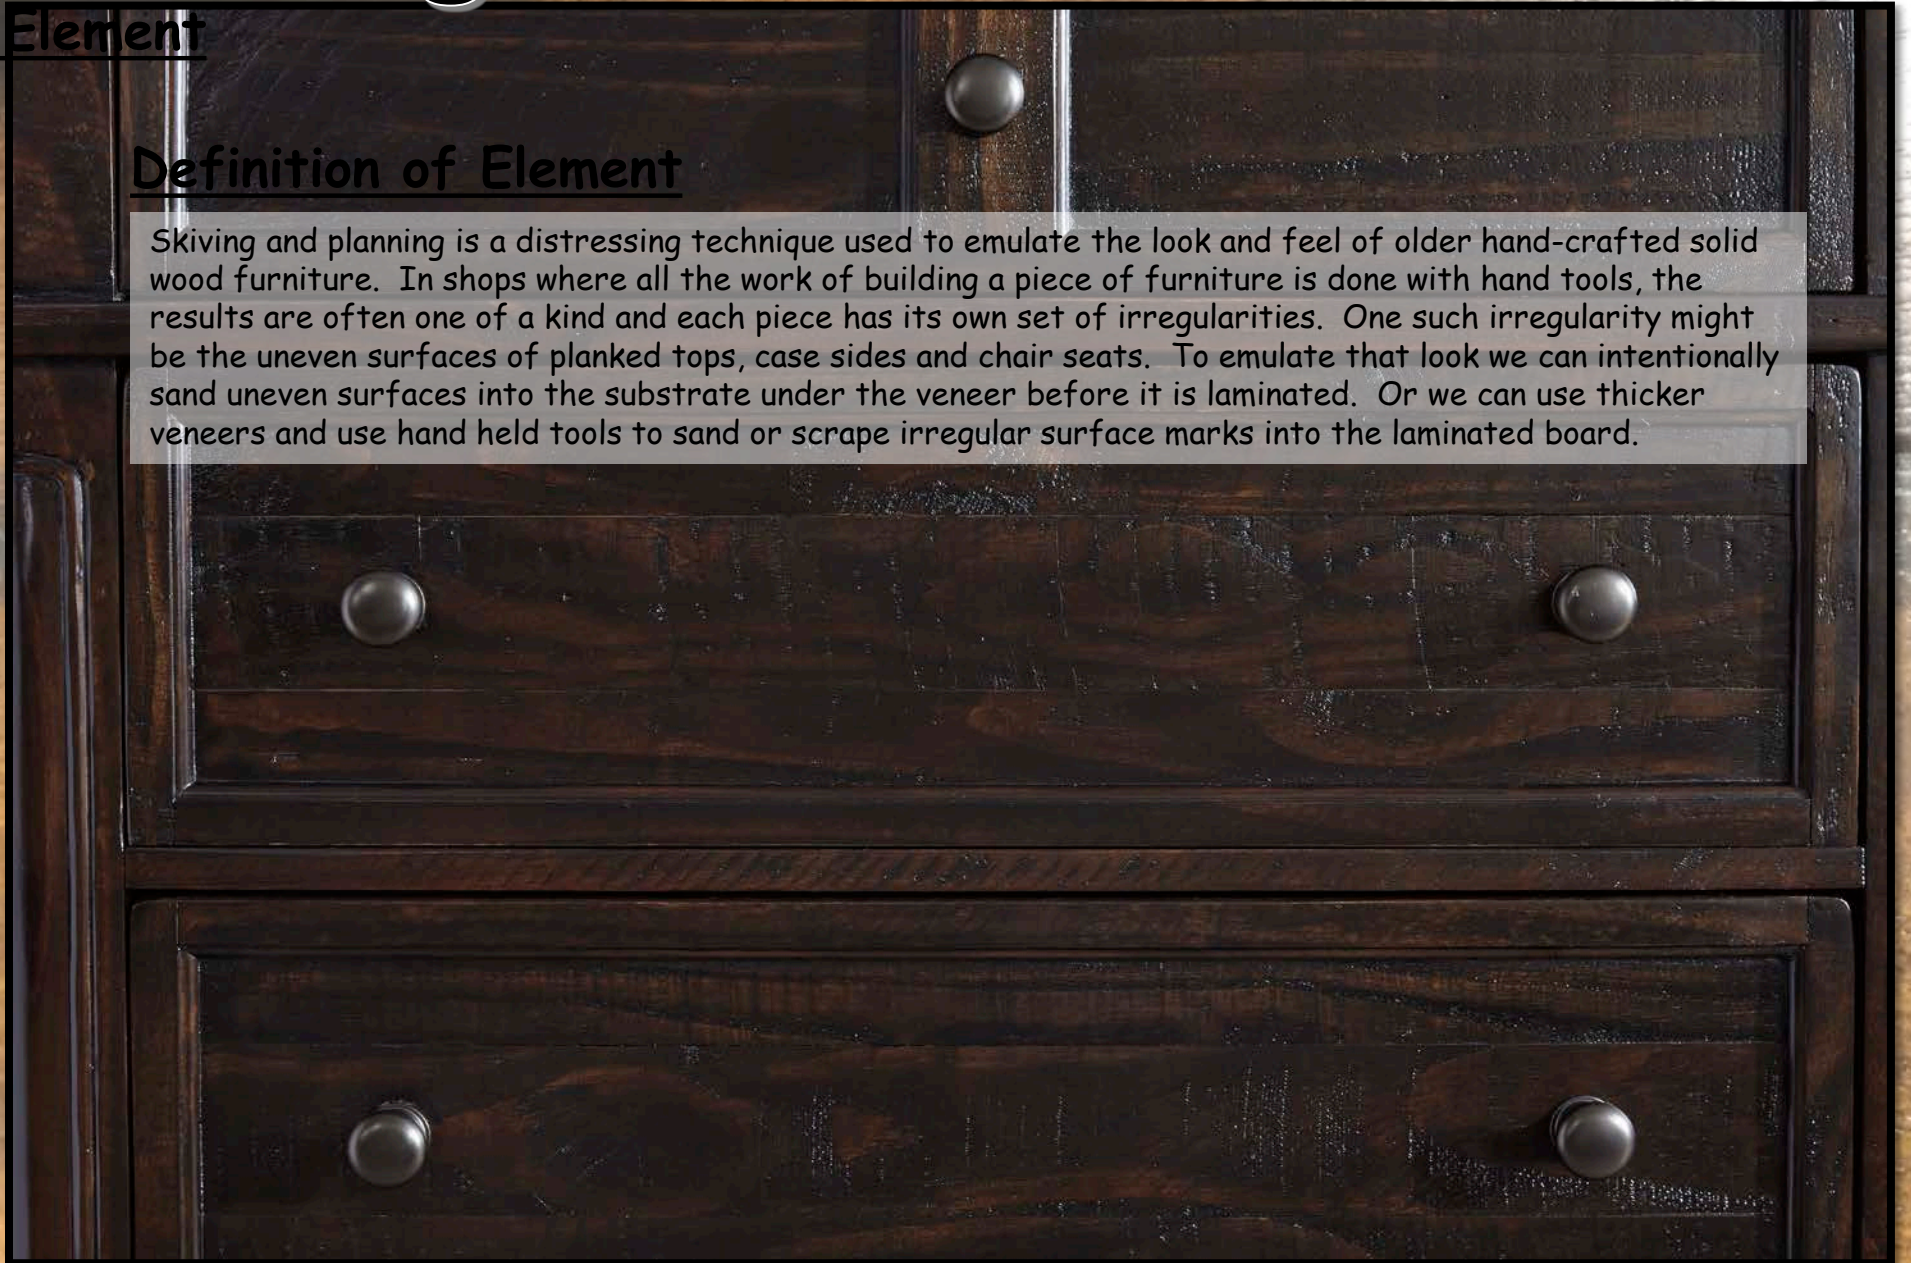 Element
Definition of Element
Skiving and planning is a distressing technique used to emulate the look and feel of older hand-crafted solid
wood furniture. In shops where all the work of building a piece of furniture is done with hand tools, the
results are often one of a kind and each piece has its own set of irregularities. One such irregularity might
be the uneven surfaces of planked tops, case sides and chair seats. To emulate that look we can intentionally
sand uneven surfaces into the substrate under the veneer before it is laminated. Or we can use thicker
veneers and use hand held tools to sand or scrape irregular surface marks into the laminated board.